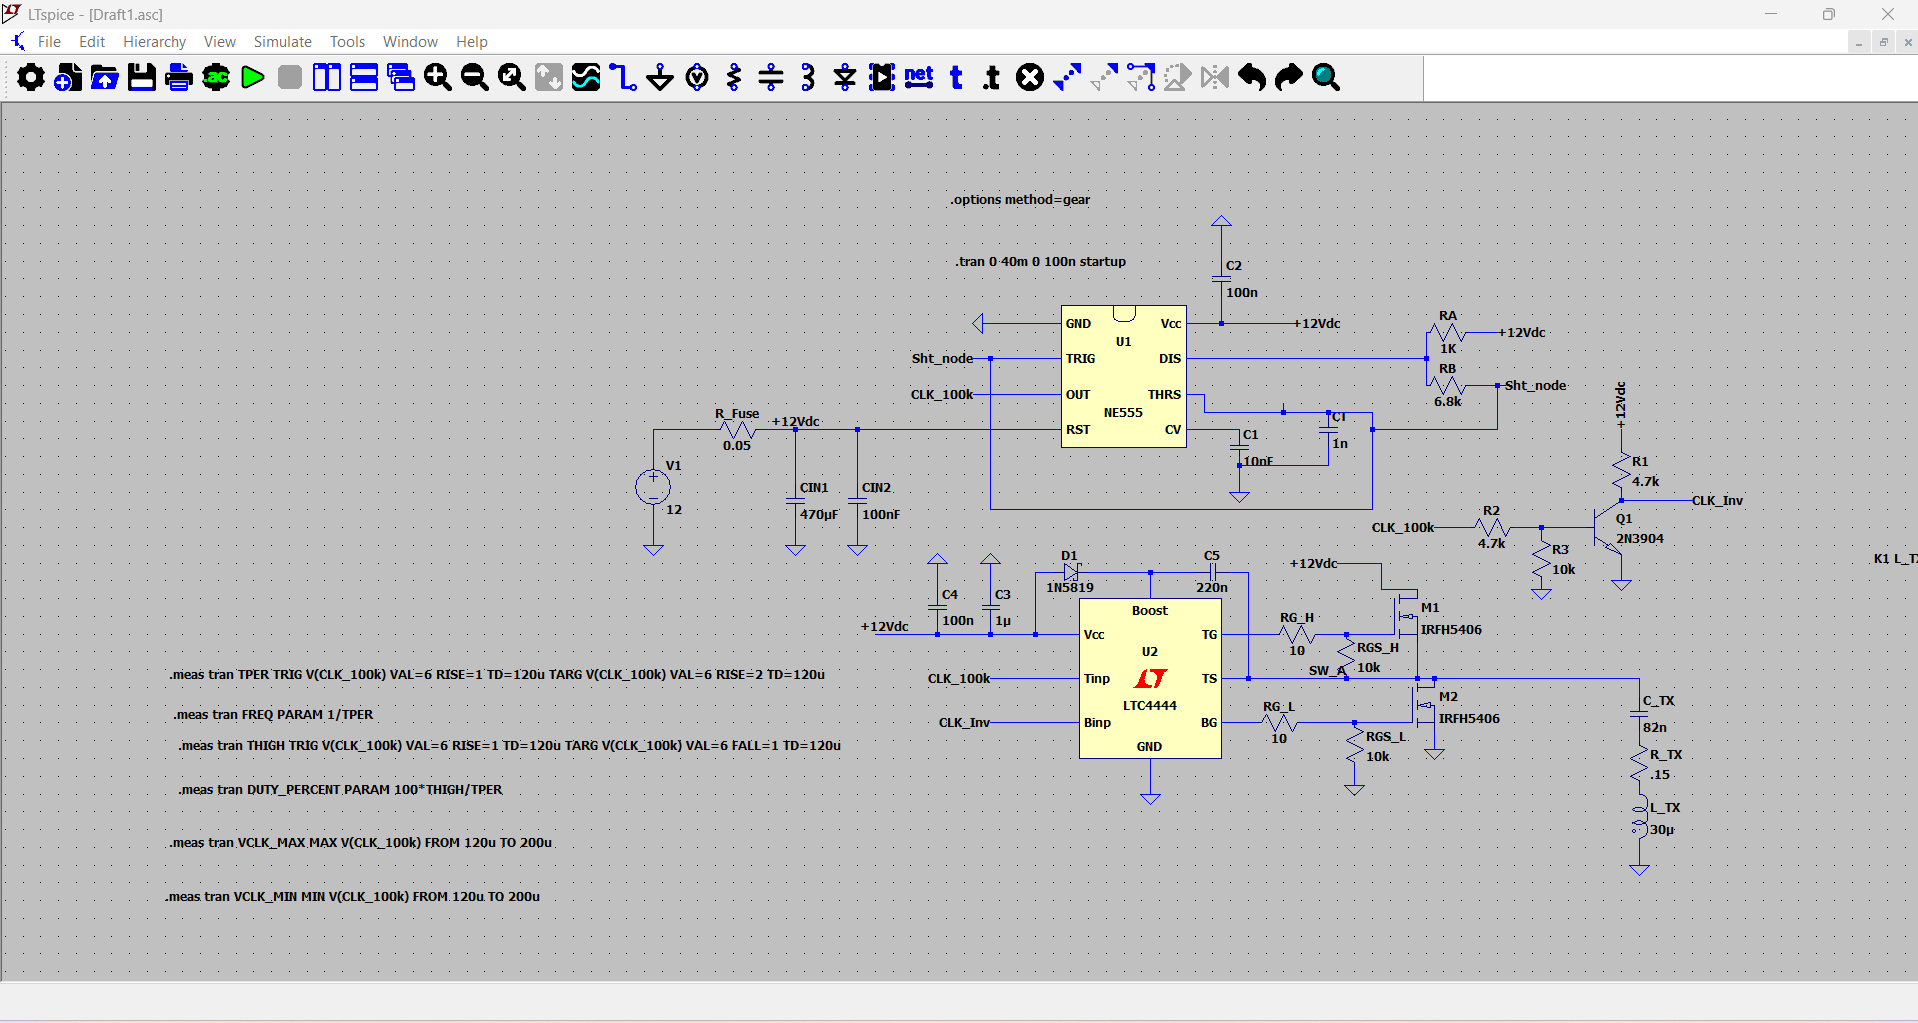 LTspice - [Draft1.asc]
File Edit Hierarchy View Simulate Tools Window Help
.ac
net t .t
.options method=gear
.tran 0 40m 0 100n startup
C2
100n
GND Vcc
+12Vdc
U1
RA
+12Vdc
1K
Sht_node
TRIG DIS
RB
Sht_node
6.8k
CLK_100k
OUT THRS
NE555
RST CV
R_Fuse
+12Vdc
0.05
C1
10nF
1n
+12Vdc
V1
12
CIN1
470µF
CIN2
100nF
R1
4.7k
CLK_Inv
CLK_100k
R2
4.7k
Q1
2N3904
R3
10k
K1 L_T
D1
1N5819
C5
220n
+12Vdc
C4
100n
C3
1µ
+12Vdc
Boost
Vcc TG
U2
RG_H
10
M1
IRFH5406
RGS_H
10k
SW_A
CLK_100k
Tinp TS
LTC4444
CLK_Inv
Binp BG
GND
RG_L
10
M2
IRFH5406
RGS_L
10k
C_TX
82n
R_TX
.15
L_TX
30µ
.meas tran TPER TRIG V(CLK_100k) VAL=6 RISE=1 TD=120u TARG V(CLK_100k) VAL=6 RISE=2 TD=120u
.meas tran FREQ PARAM 1/TPER
.meas tran THIGH TRIG V(CLK_100k) VAL=6 RISE=1 TD=120u TARG V(CLK_100k) VAL=6 FALL=1 TD=120u
.meas tran DUTY_PERCENT PARAM 100*THIGH/TPER
.meas tran VCLK_MAX MAX V(CLK_100k) FROM 120u TO 200u
.meas tran VCLK_MIN MIN V(CLK_100k) FROM 120u TO 200u